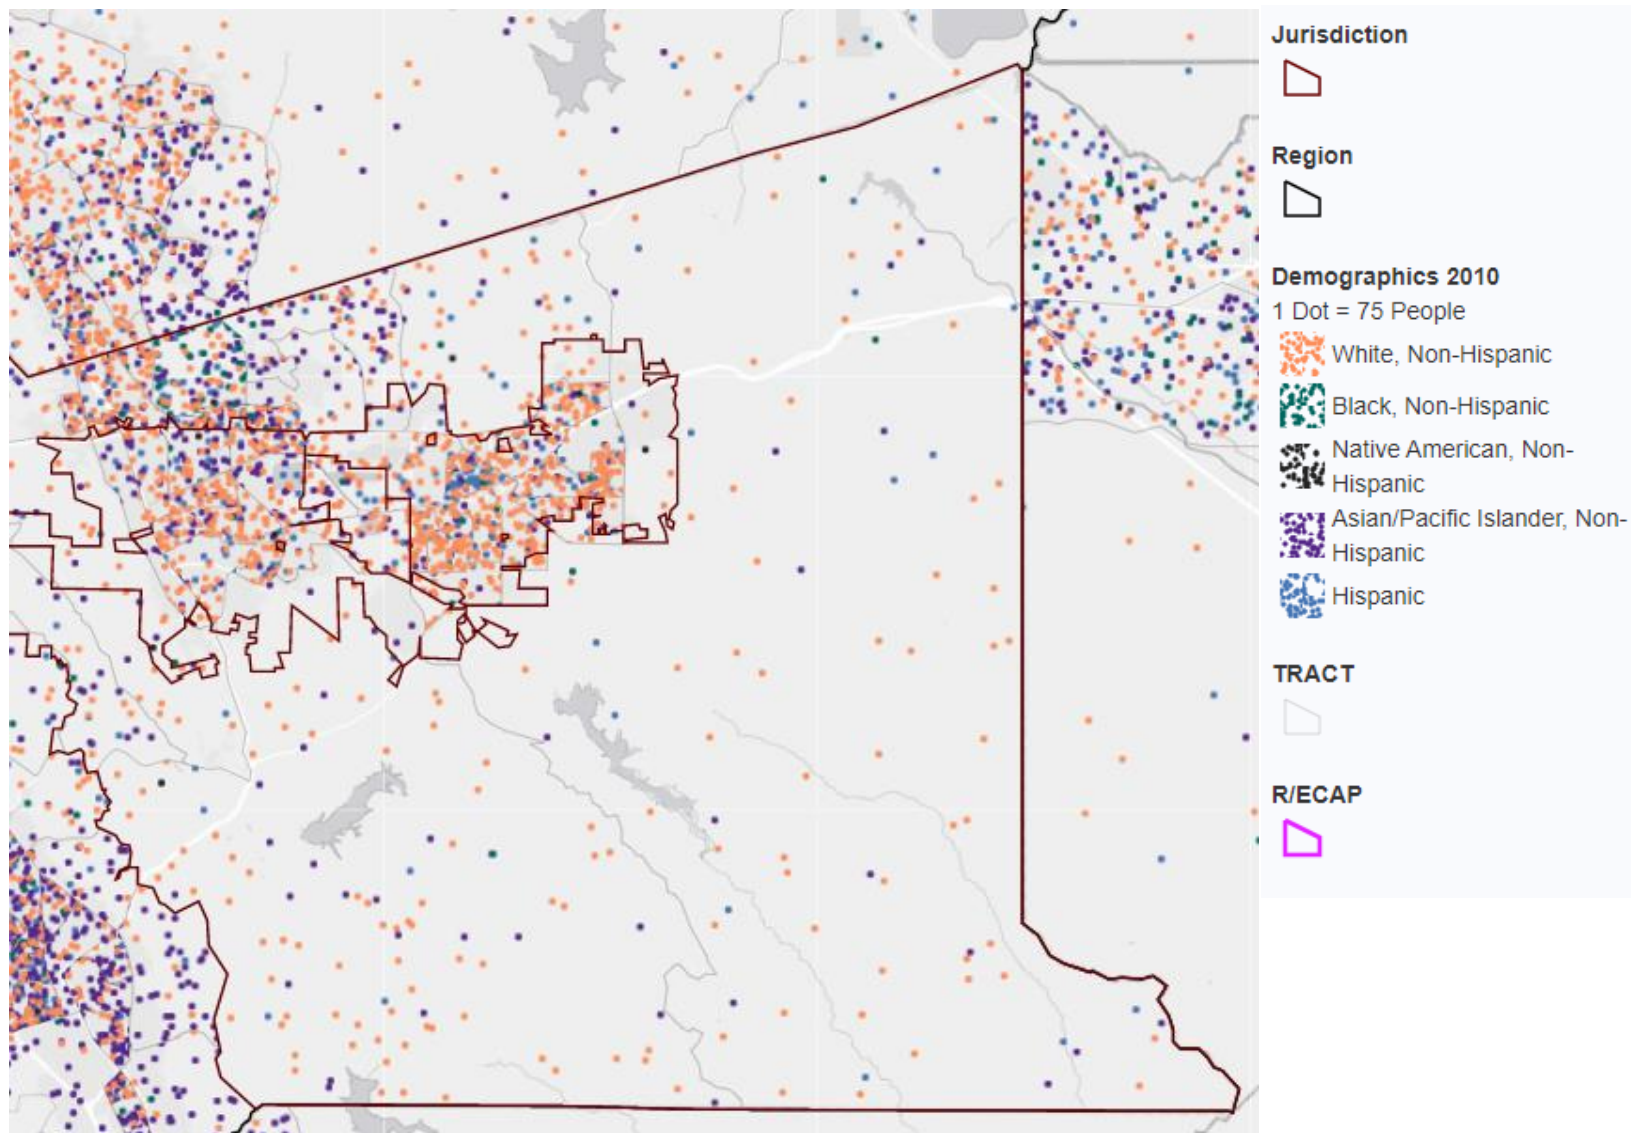 Jurisdiction
Region
Demographics 2010
1 Dot = 75 People
White, Non-Hispanic
Black, Non-Hispanic
Native American, Non-
Hispanic
Asian/Pacific Islander, Non-
Hispanic
Hispanic
TRACT
R/ECAP